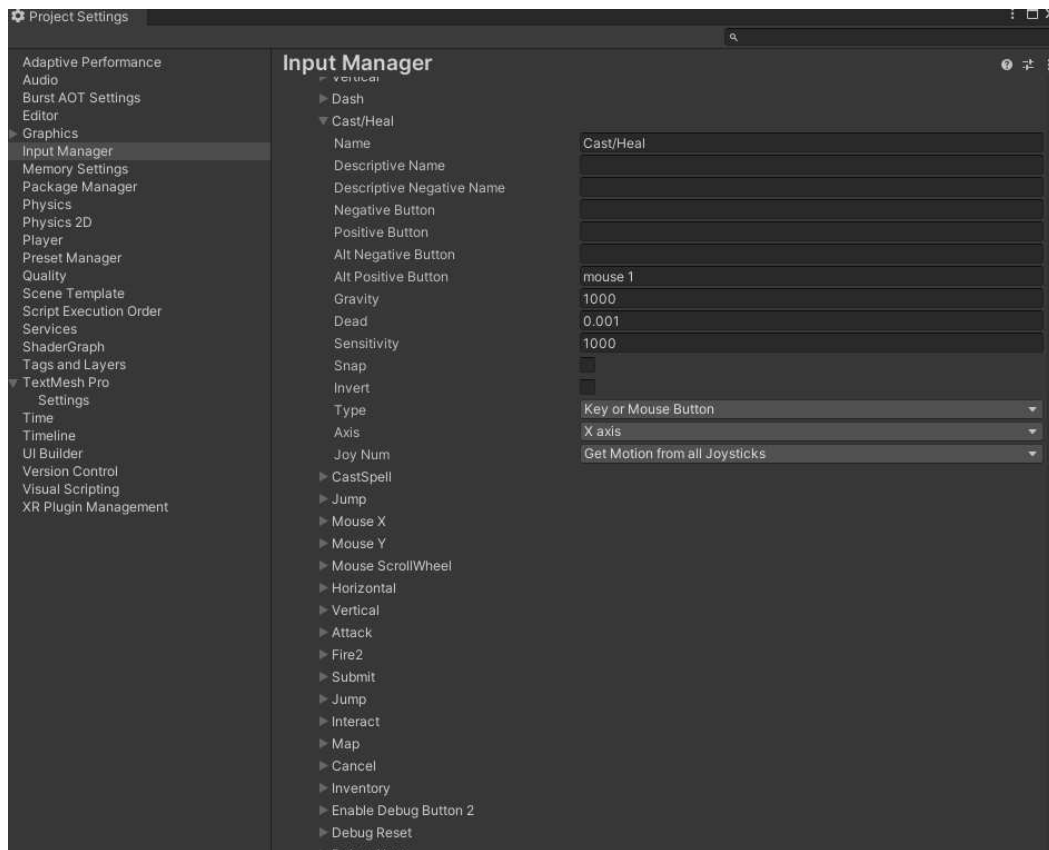 Project Settings
Adaptive Performance
Audio
Burst AOT Settings
Editor
Graphics
Input Manager
Memory Settings
Package Manager
Physics
Physics 2D
Player
Preset Manager
Quality
Scene Template
Script Execution Order
Services
ShaderGraph
Tags and Layers
TextMesh Pro
Settings
Time
Timeline
UI Builder
Version Control
Visual Scripting
XR Plugin Management
Input Manager
Vertical
Dash
Cast/Heal
Name Cast/Heal
Descriptive Name
Descriptive Negative Name
Negative Button
Positive Button
Alt Negative Button
Alt Positive Button mouse 1
Gravity 1000
Dead 0.001
Sensitivity 1000
Snap
Invert
Type Key or Mouse Button
Axis X axis
Joy Num Get Motion from all Joysticks
CastSpell
Jump
Mouse X
Mouse Y
Mouse ScrollWheel
Horizontal
Vertical
Attack
Fire2
Submit
Jump
Interact
Map
Cancel
Inventory
Enable Debug Button 2
Debug Reset